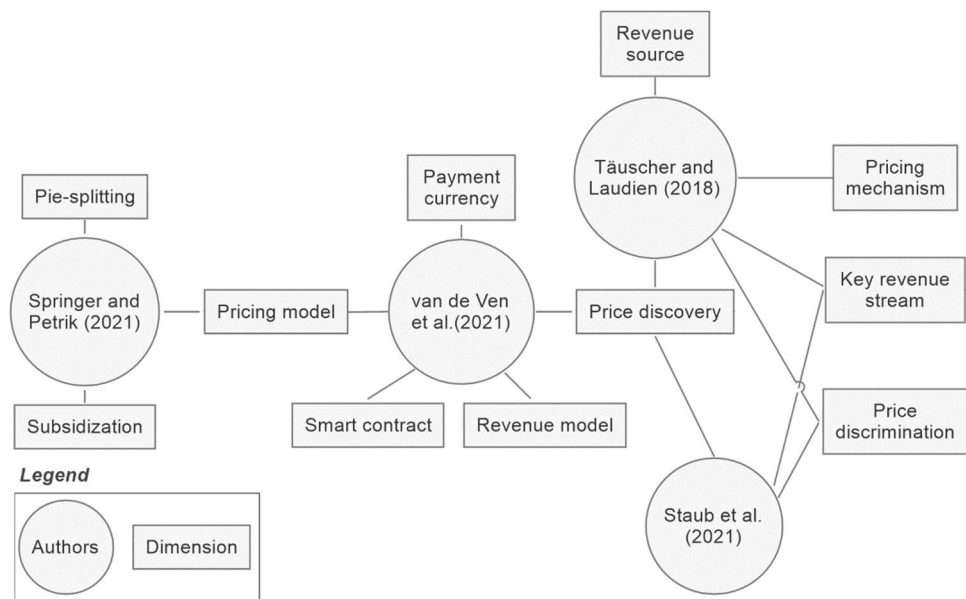 Revenue
source
Täuscher and
Laudien (2018)
Pricing
mechanism
Payment
currency
Pie-splitting
Springer and
Petrik (2021)
Pricing model
van de Ven
et al.(2021)
Price discovery
Key revenue
stream
Subsidization
Smart contract
Revenue model
Price
discrimination
Staub et al.
(2021)
Legend
Authors
Dimension